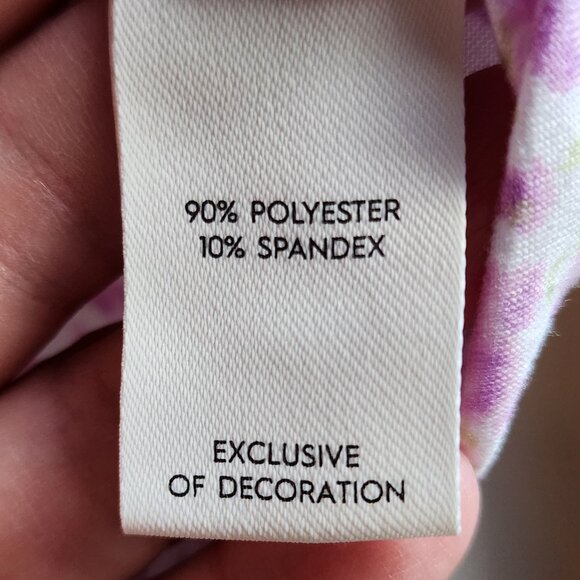 90% POLYESTER
10% SPANDEX
EXCLUSIVE
OF DECORATION